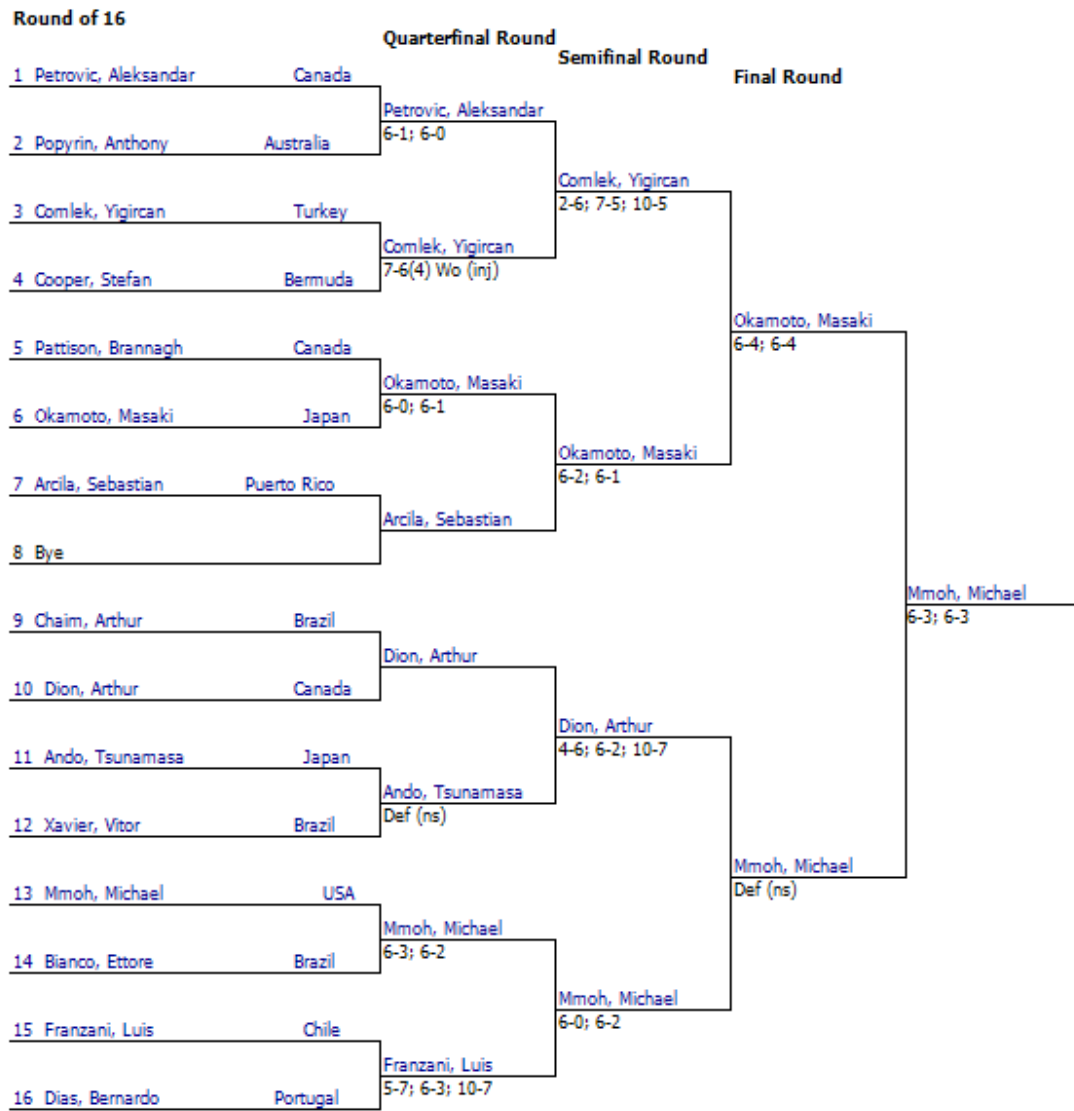 Round of 16
Quarterfinal Round
Semifinal Round
Final Round
1 Petrovic, Aleksandar Canada
Petrovic, Aleksandar
6-1; 6-0
2 Popyrin, Anthony Australia
Comlek, Yigircan
2-6; 7-5; 10-5
3 Comlek, Yigircan Turkey
Comlek, Yigircan
7-6(4) Wo (inj)
4 Cooper, Stefan Bermuda
Okamoto, Masaki
6-4; 6-4
5 Pattison, Brannagh Canada
Okamoto, Masaki
6-0; 6-1
6 Okamoto, Masaki Japan
Okamoto, Masaki
6-2; 6-1
7 Arcila, Sebastian Puerto Rico
Arcila, Sebastian
8 Bye
Mmoh, Michael
6-3; 6-3
9 Chaim, Arthur Brazil
Dion, Arthur
10 Dion, Arthur Canada
Dion, Arthur
4-6; 6-2; 10-7
11 Ando, Tsunamasa Japan
Ando, Tsunamasa
Def (ns)
12 Xavier, Vitor Brazil
Mmoh, Michael
Def (ns)
13 Mmoh, Michael USA
Mmoh, Michael
6-3; 6-2
14 Bianco, Ettore Brazil
Mmoh, Michael
6-0; 6-2
15 Franzani, Luis Chile
Franzani, Luis
5-7; 6-3; 10-7
16 Dias, Bernardo Portugal